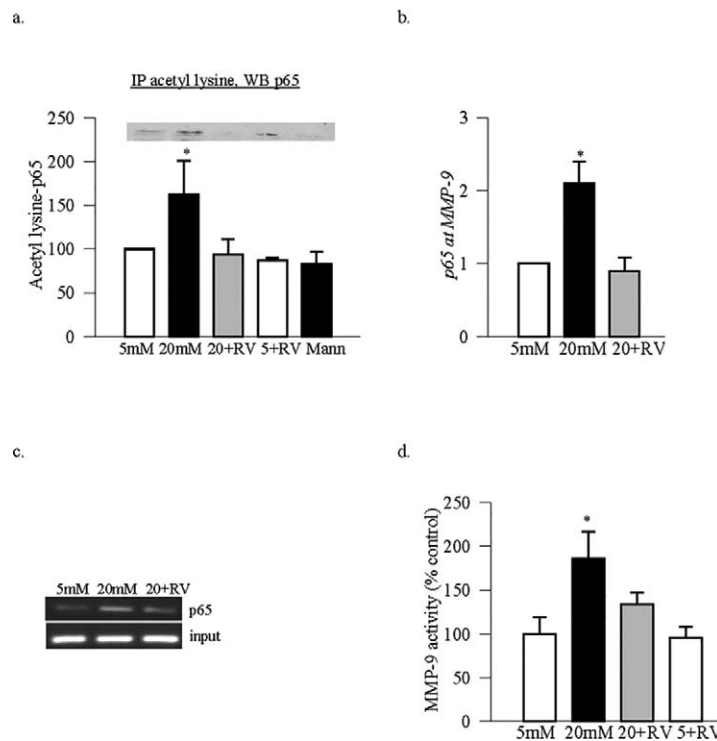 a.
IP acetyl lysine, WB p65
Acetyl lysine-p65
250
200
150
100
50
0
*
5mM 20mM 20+RV 5+RV Mann
b.
p65 at MMP-9
3
2
1
0
*
5mM 20mM 20+RV
c.
5mM 20mM 20+RV
p65
input
d.
MMP-9 activity (% control)
250
200
150
100
50
0
*
5mM 20mM 20+RV 5+RV